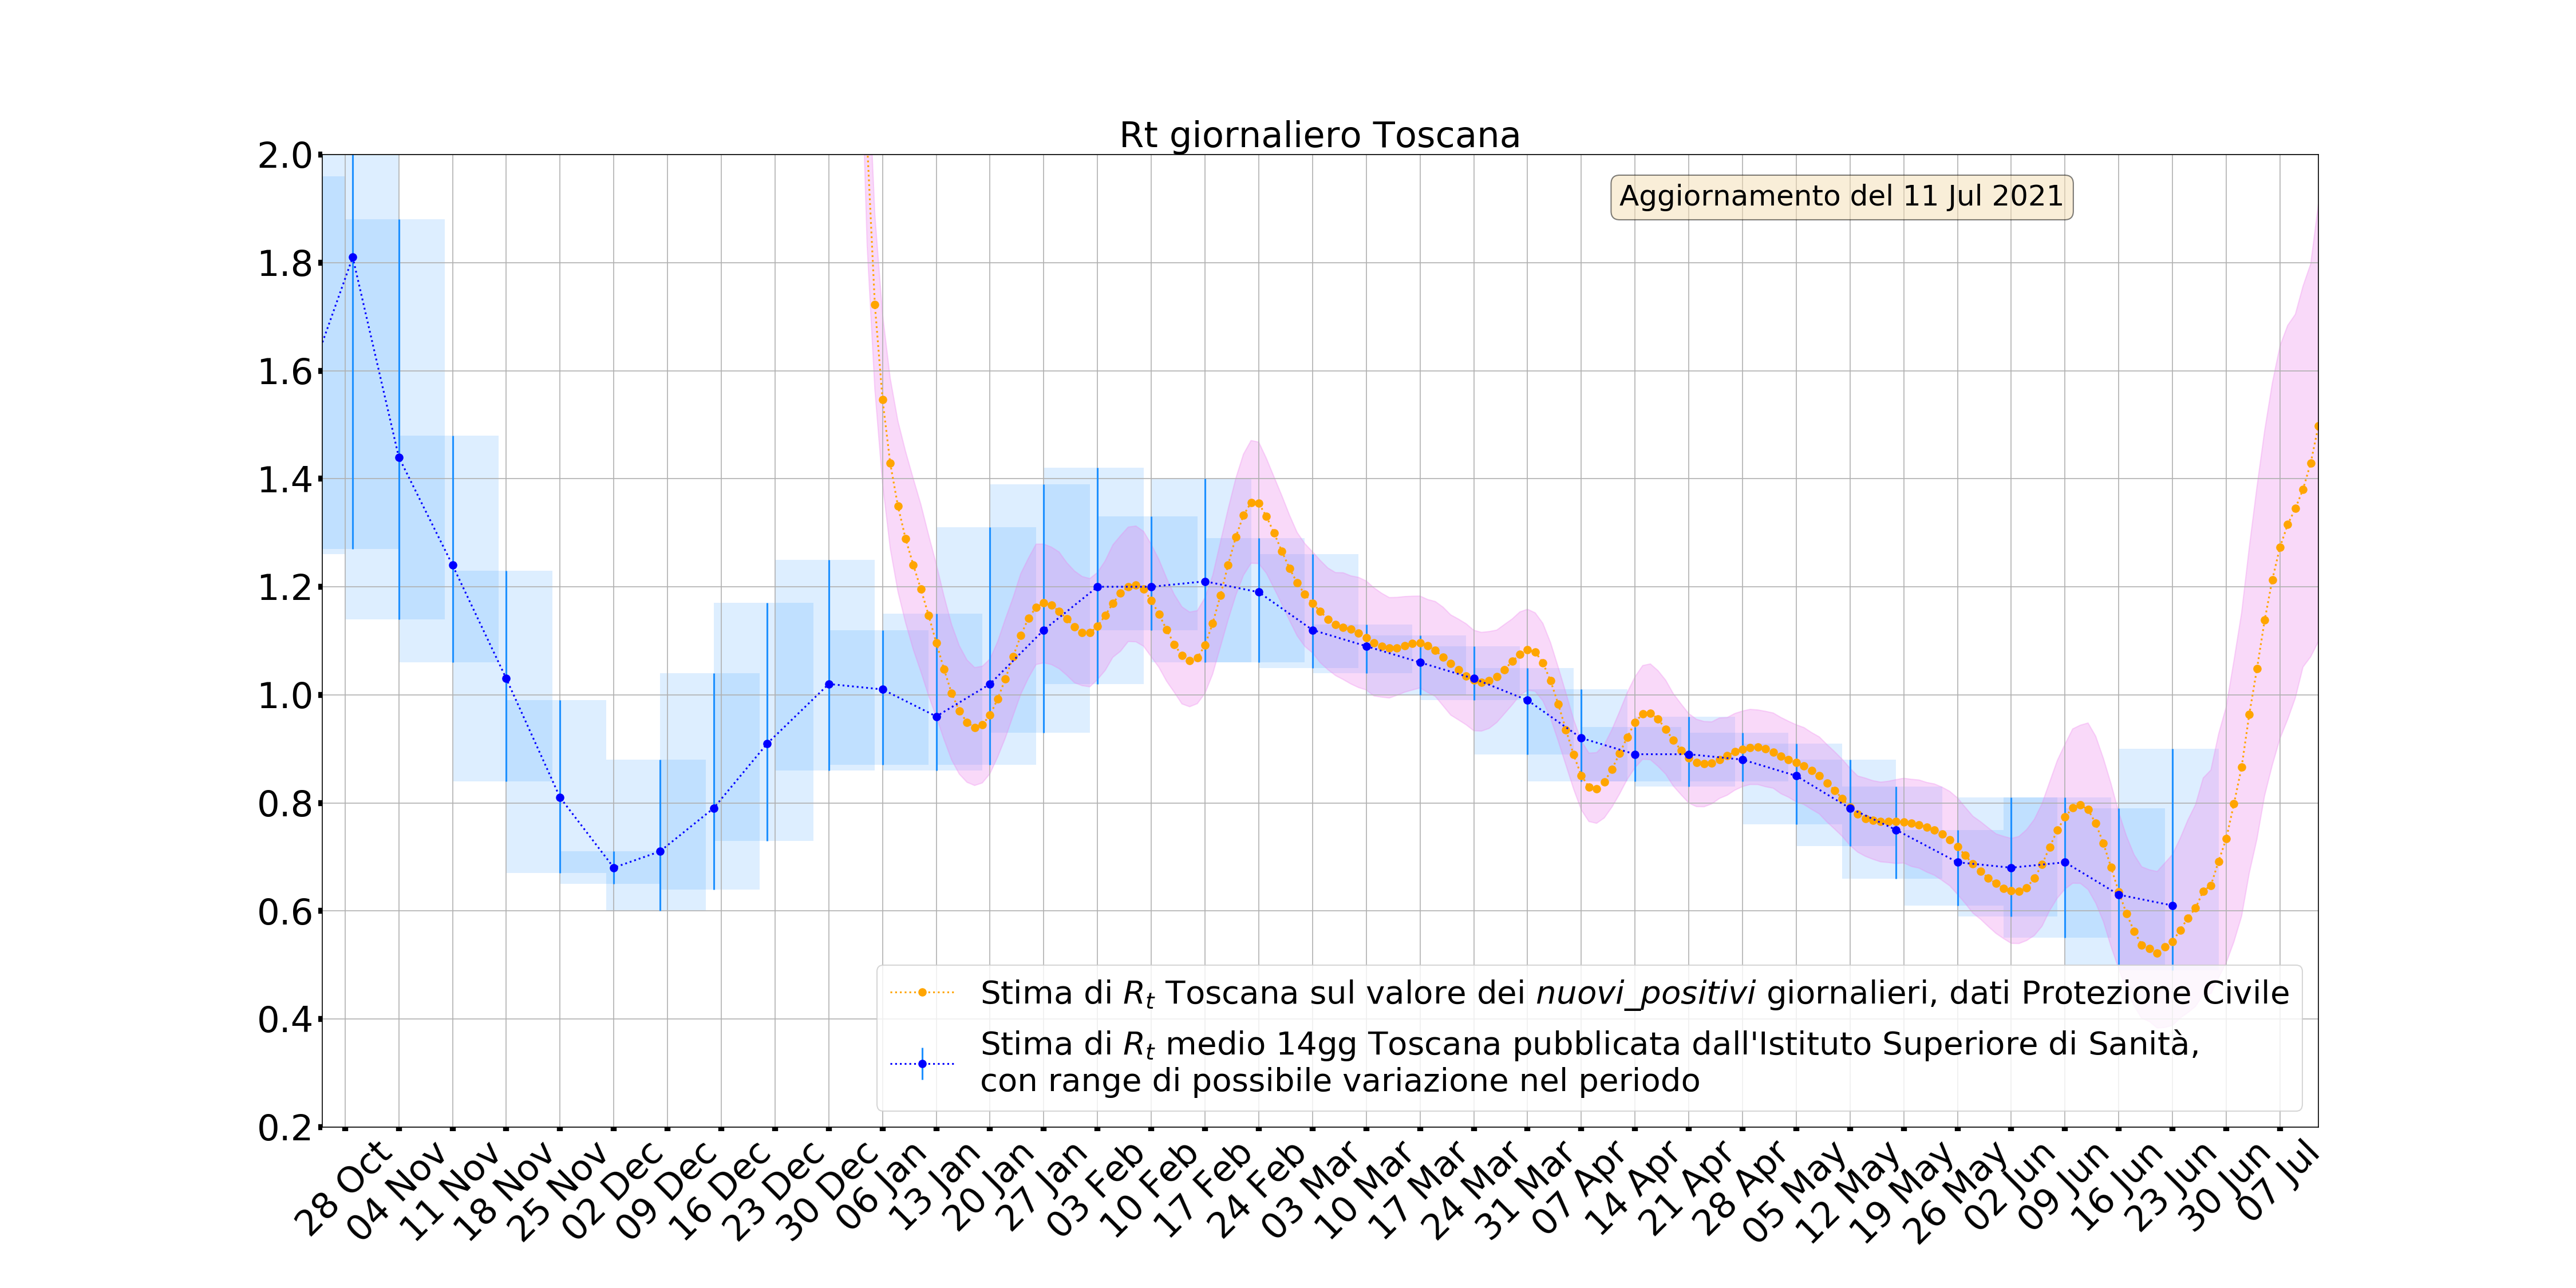 Rt giornaliero Toscana
Aggiornamento del 11 Jul 2021
2.0
1.8
1.6
1.4
1.2
1.0
0.8
0.6
0.4
0.2
Stima di Rt Toscana sul valore dei nuovi_positivi giornalieri, dati Protezione Civile
Stima di Rt medio 14gg Toscana pubblicata dall'Istituto Superiore di Sanità,
con range di possibile variazione nel periodo
28 Oct
04 Nov
11 Nov
18 Nov
25 Nov
02 Dec
09 Dec
16 Dec
23 Dec
30 Dec
06 Jan
13 Jan
20 Jan
27 Jan
03 Feb
10 Feb
17 Feb
24 Feb
03 Mar
10 Mar
17 Mar
24 Mar
31 Mar
07 Apr
14 Apr
21 Apr
28 Apr
05 May
12 May
19 May
26 May
02 Jun
09 Jun
16 Jun
23 Jun
30 Jun
07 Jul